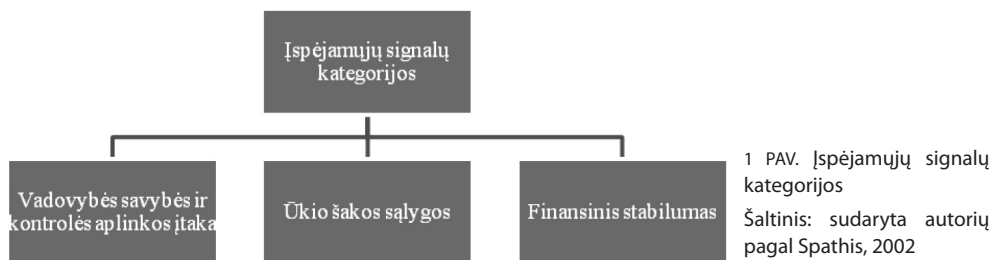 Įspėjamųjų signalų
kategorijos
Vadovybės savybės ir
kontrolės aplinkos įtaka
Ūkio šakos sąlygos
Finansinis stabilumas
1 PAV. Įspėjamųjų signalų
kategorijos
Šaltinis: sudaryta autorių
pagal Spathis, 2002